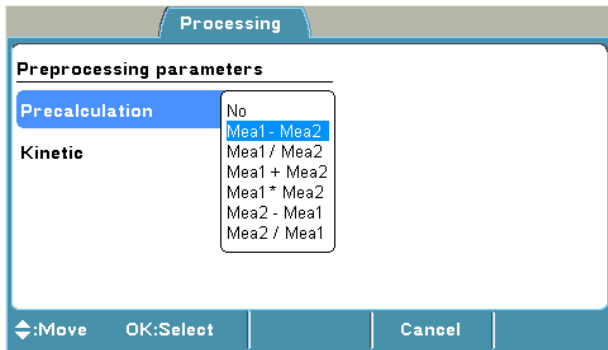 Processing
Preprocessing parameters
Precalculation
No
Mea1 - Mea2
Mea1 / Mea2
Mea1 + Mea2
Mea1 * Mea2
Mea2 - Mea1
Mea2 / Mea1
Kinetic
:Move OK:Select Cancel